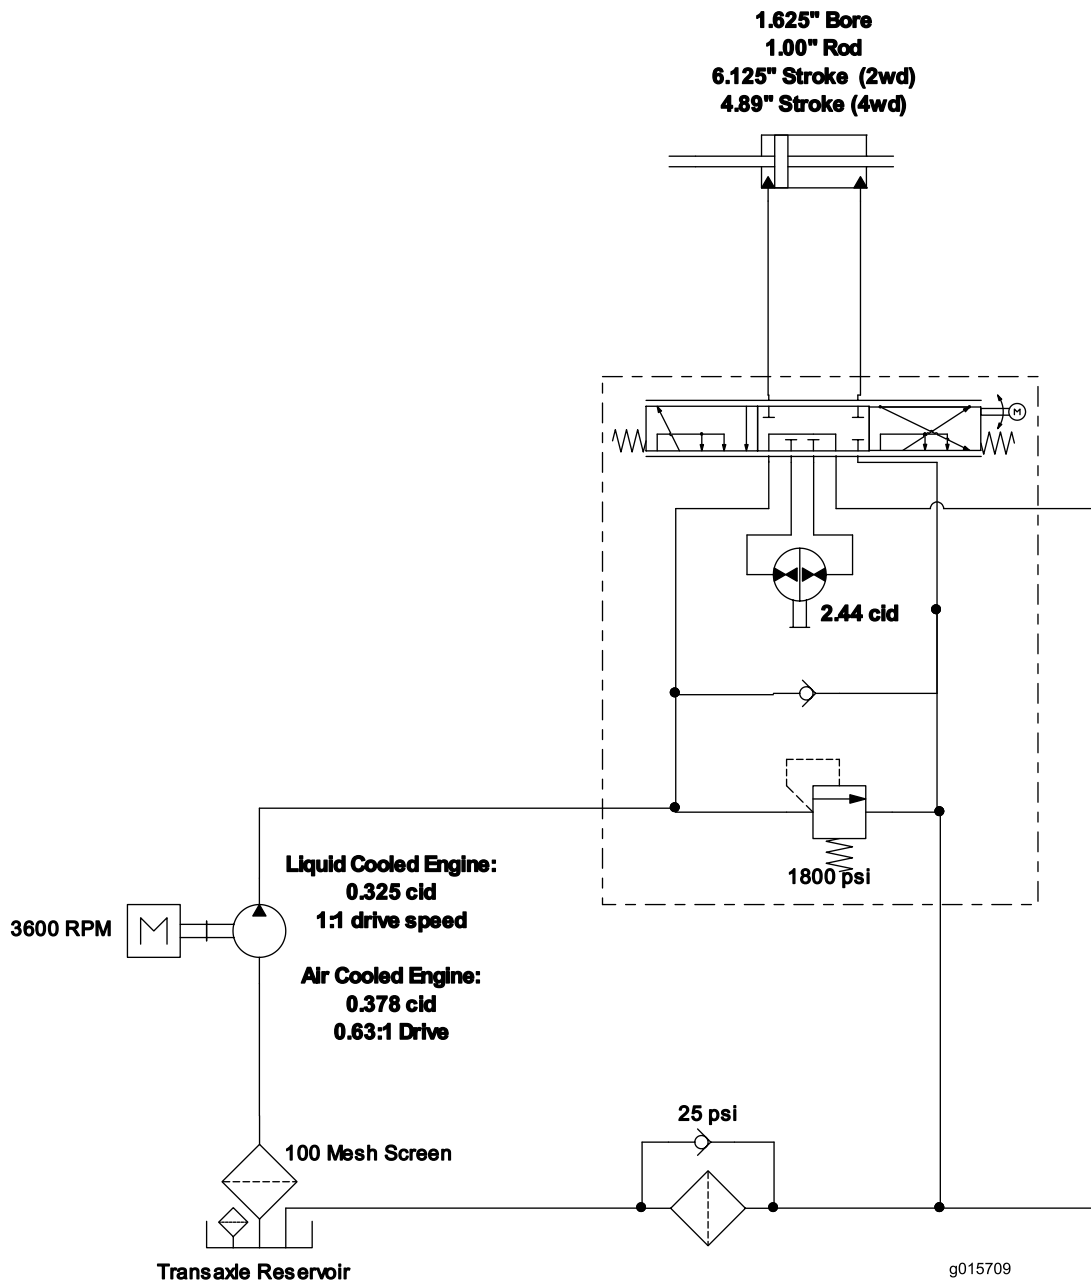 1.625" Bore
1.00" Rod
6.125" Stroke (2wd)
4.89" Stroke (4wd)
M
2.44 cid
1800 psi
Liquid Cooled Engine:
0.325 cid
1:1 drive speed
3600 RPM
M
Air Cooled Engine:
0.378 cid
0.63:1 Drive
25 psi
100 Mesh Screen
Transaxle Reservoir
g015709